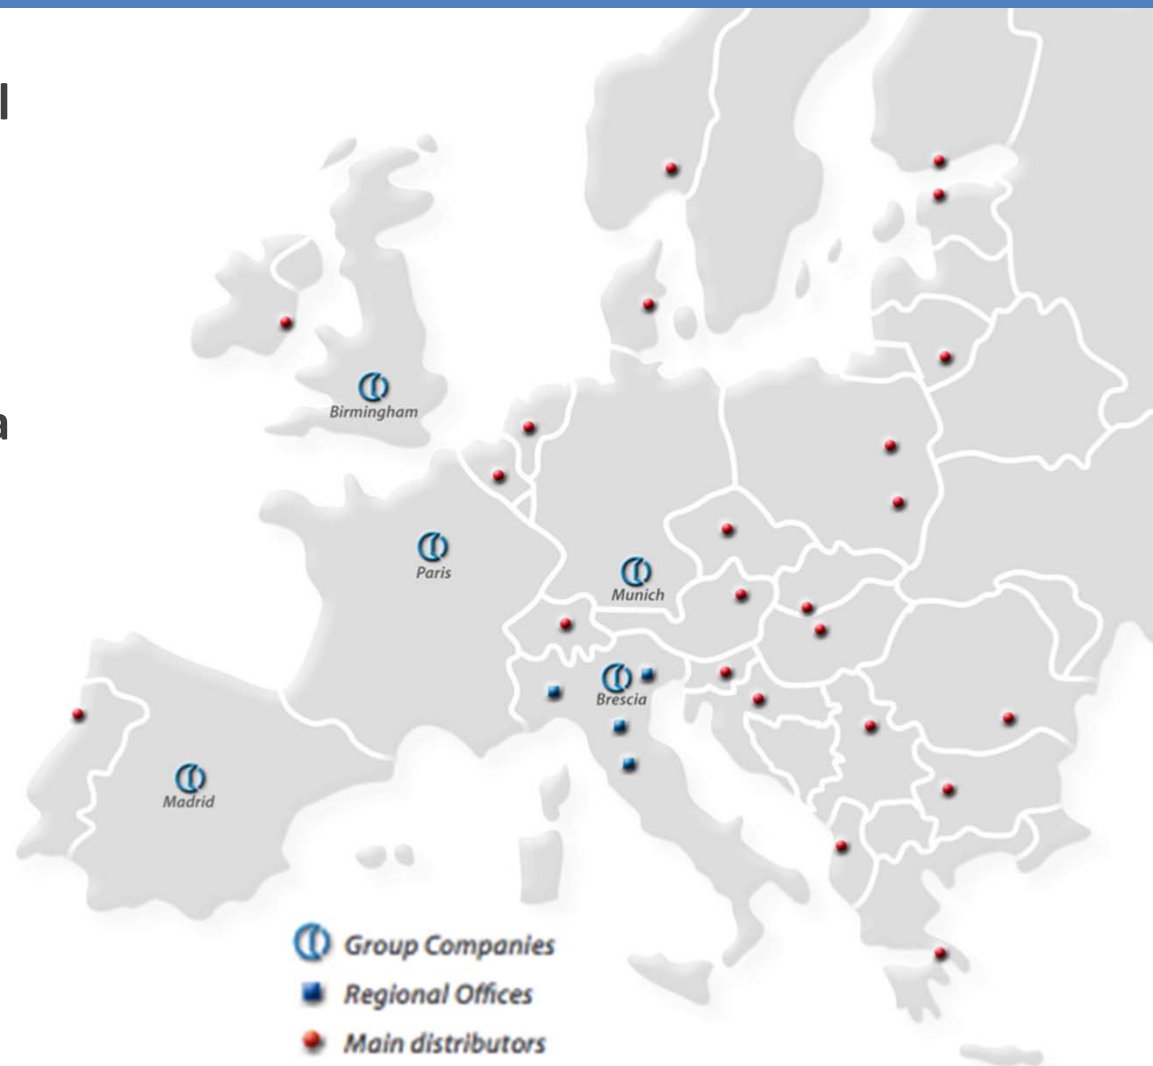 l
Birmingham
a
Paris
Munich
Brescia
Madrid
Group Companies
Regional Offices
Main distributors